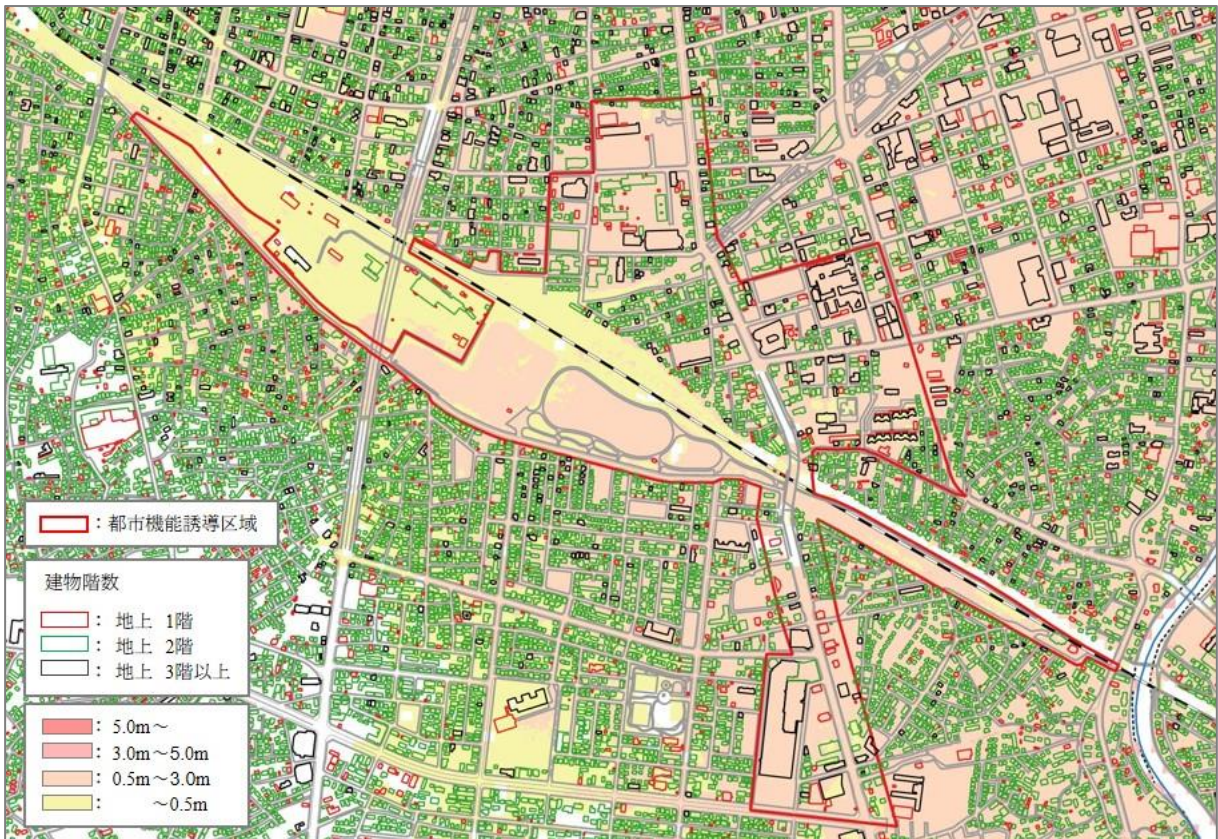 ：都市機能誘導区域
建物階数
：地上 1階
：地上 2階
：地上 3階以上
：5.0m～
：3.0m～5.0m
：0.5m～3.0m
：～0.5m